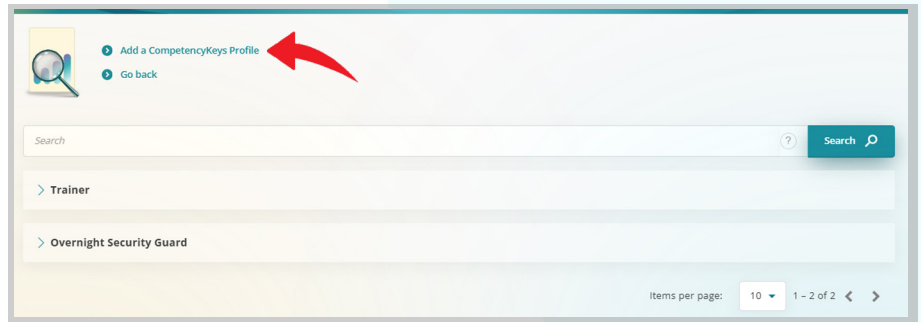 Add a CompetencyKeys Profile
Go back
Search
? Search
Trainer
Overnight Security Guard
Items per page: 10 1 – 2 of 2